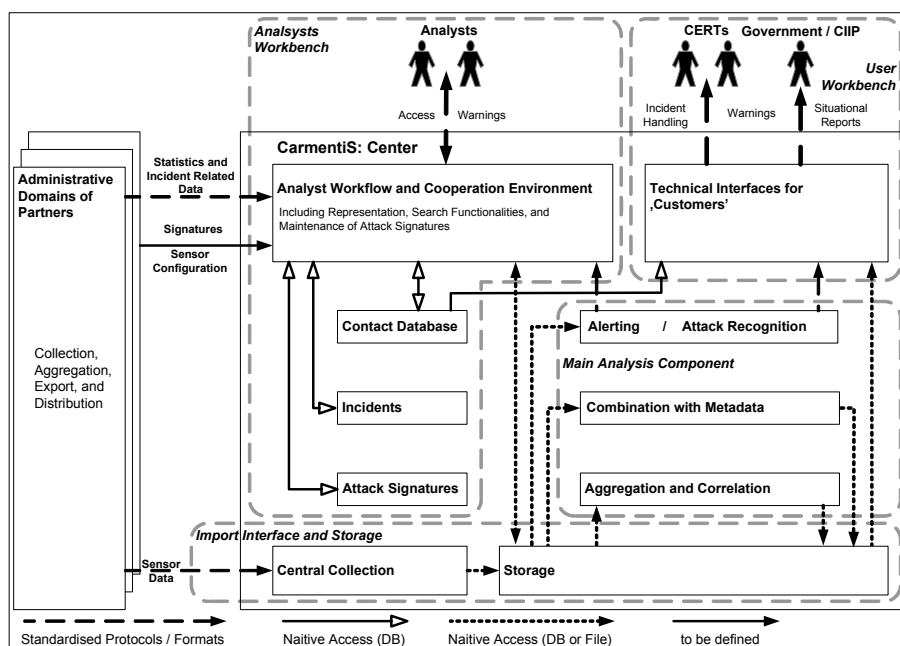 Analsysts
Workbench
Analysts
CERTs
Government / CIIP
User
Workbench
Access
Warnings
Incident
Handling
Warnings
Situational
Reports
CarmentiS: Center
Statistics and
Incident Related
Data
Administrative
Domains of
Partners
Analyst Workflow and Cooperation Environment
Including Representation, Search Functionalities, and
Maintenance of Attack Signatures
Technical Interfaces for
‚Customers’
Signatures
Sensor
Configuration
Contact Database
Alerting / Attack Recognition
Collection,
Aggregation,
Export, and
Distribution
Main Analysis Component
Incidents
Combination with Metadata
Attack Signatures
Aggregation and Correlation
Import Interface and Storage
Sensor
Data
Central Collection
Storage
Standardised Protocols / Formats
Naitive Access (DB)
Naitive Access (DB or File)
to be defined